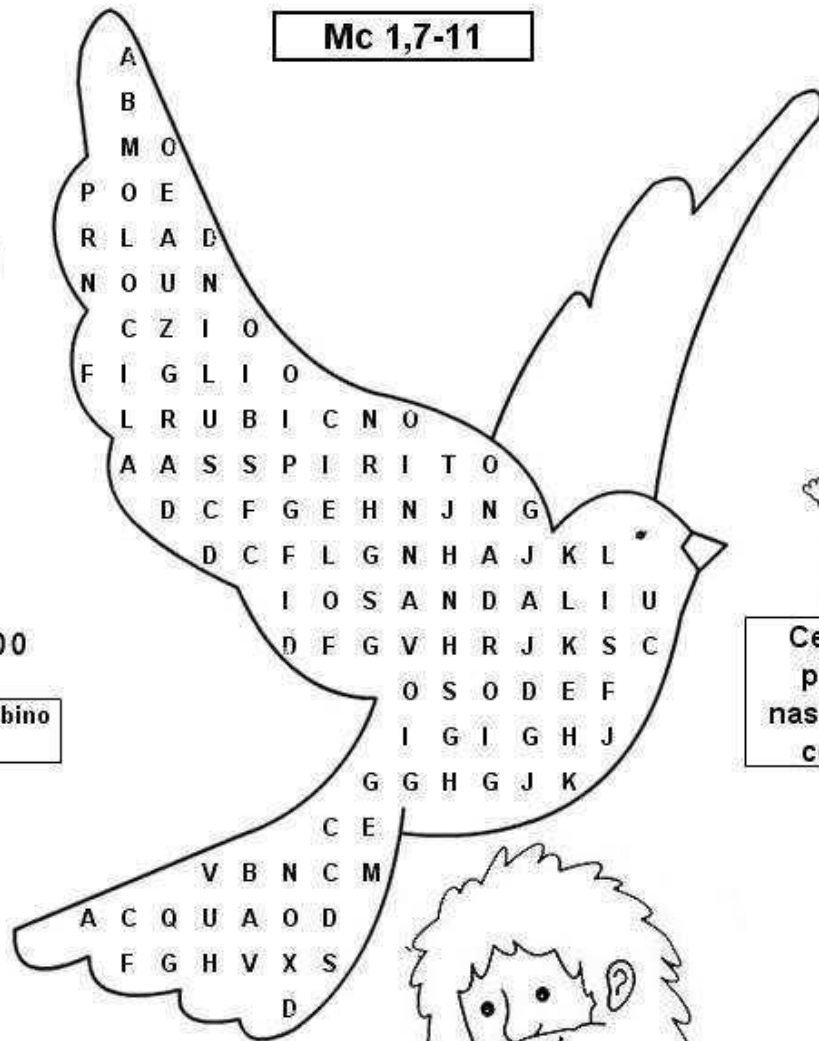 Mc 1,7-11
A
B
M O
P O E
R L A D
N O U N
C Z I O
F I G L I O
L R U B I C N O
A A S S P I R I T O
D C F G E H N J N G
D C F L G N H A J K L
I O S A N D A L I U
D F G V H R J K S C
O S O D E F
I G I G H J
G G H G J K
C E
V B N C M
A C Q U A O D
F G H V X S
D
00
bino
Ce
p
nas
c